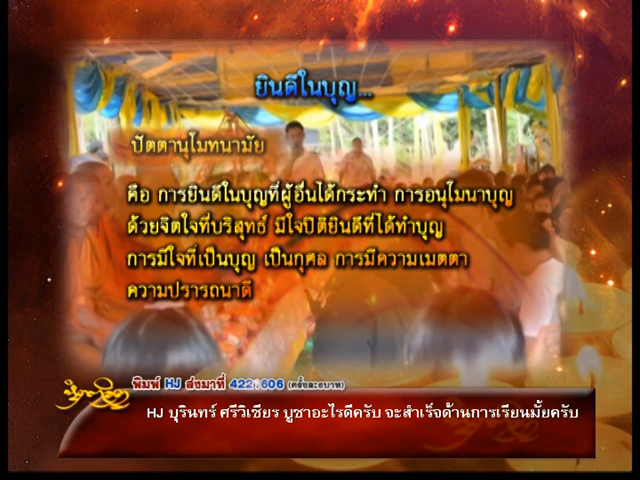 ยินดีในบุญ...
ปัตตานุโมทนามัย
คือ การยินดีในบุญที่ผู้อื่นได้กระทำ การอนุโมนาบุญ
ด้วยจิตใจที่บริสุทธ์ มีใจปิติยินดีที่ได้ทำบุญ
การมีใจที่เป็นบุญ เป็นกุศล การมีความเมตตา
ความปรารถนาดี
พิมพ์ HJ ส่งมาที่ 4221606 (ครั้งละ6บาท)
HJ บุรินทร์ ศรีวิเชียร บูชาอะไรดีครับ จะสำเร็จด้านการเรียนมั้ยครับ